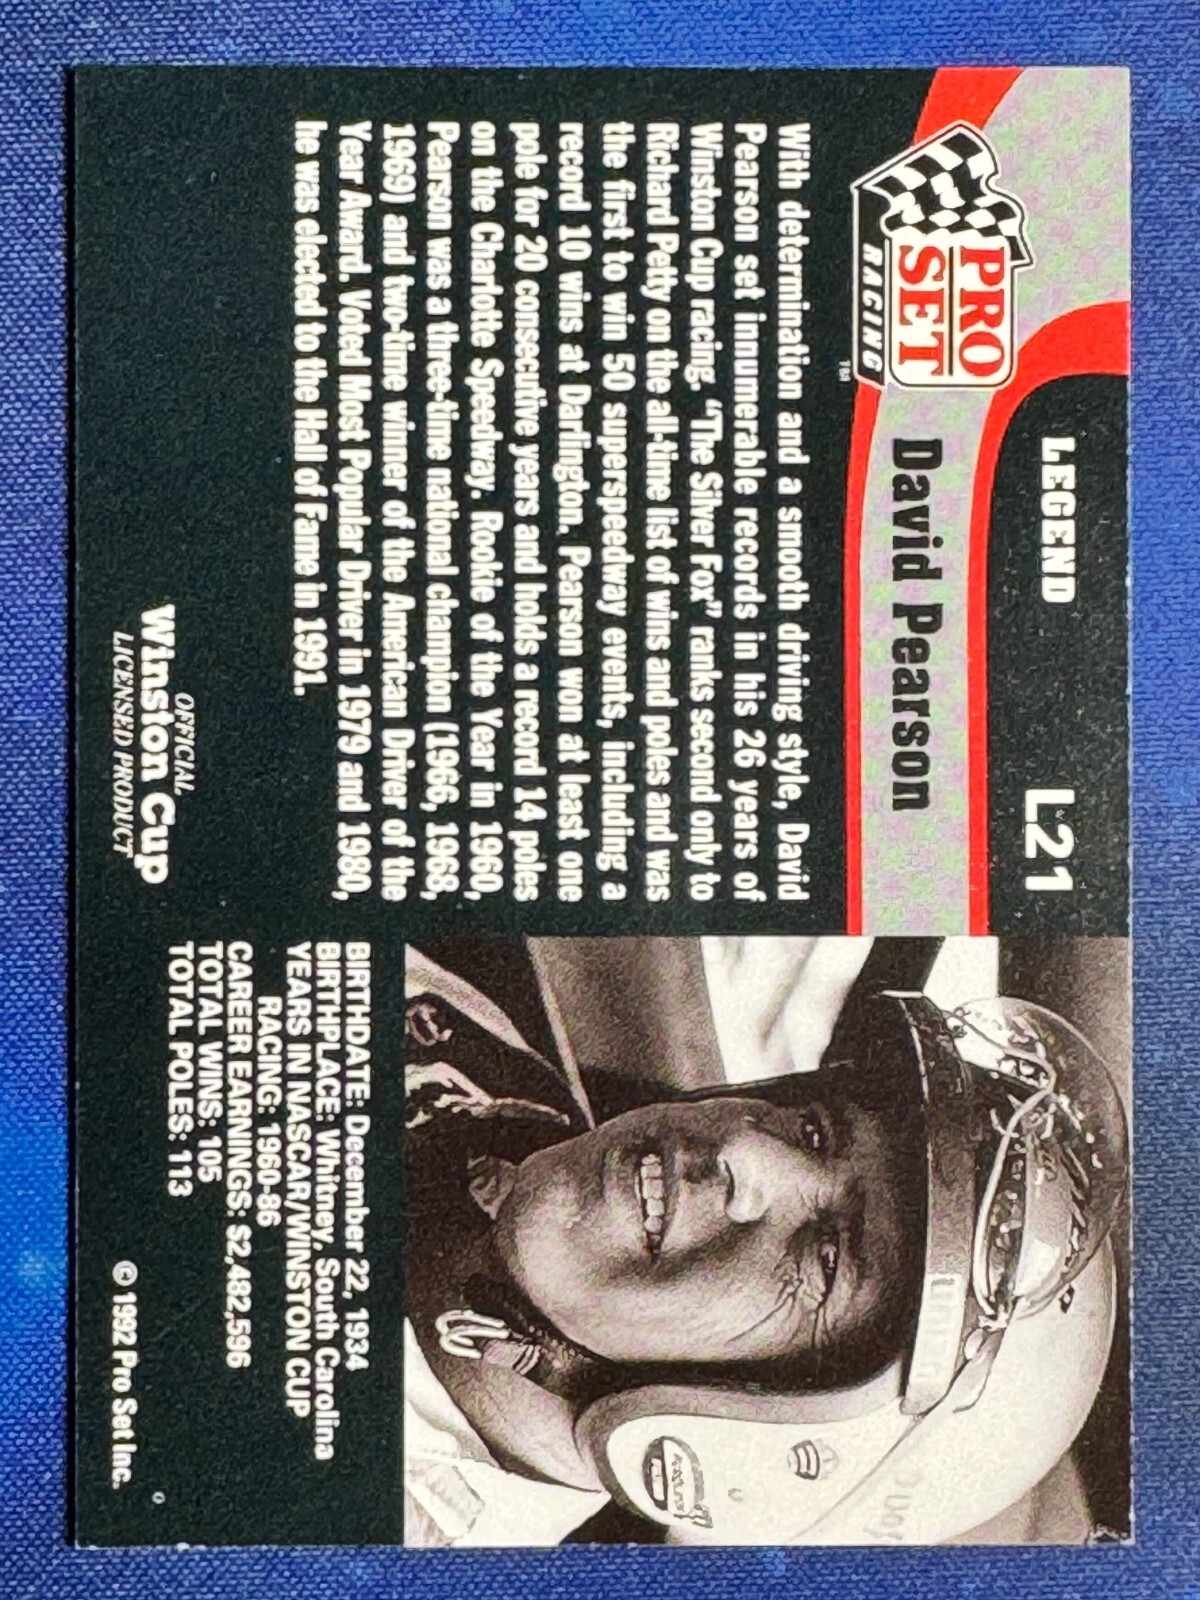 LEGEND
L21
PRO
SET
RACING
TM
David Pearson
With determination and a smooth driving style, David
Pearson set innumerable records in his 26 years of
Winston Cup racing. "The Silver Fox" ranks second only to
Richard Petty on the all-time list of wins and poles and was
the first to win 50 superspeedway events, including a
record 10 wins at Darlington. Pearson won at least one
pole for 20 consecutive years and holds a record 14 poles
on the Charlotte Speedway. Rookie of the Year in 1960,
Pearson was a three-time national champion (1966, 1968,
1969) and two-time winner of the American Driver of the
Year Award. Voted Most Popular Driver in 1979 and 1980,
he was elected to the Hall of Fame in 1991.
OFFICIAL
Winston Cup
LICENSED PRODUCT
BIRTHDATE: December 22, 1934
BIRTHPLACE: Whitney, South Carolina
YEARS IN NASCAR/WINSTON CUP
RACING: 1960-86
CAREER EARNINGS: $2,482,596
TOTAL WINS: 105
TOTAL POLES: 113
© 1992 Pro Set Inc.